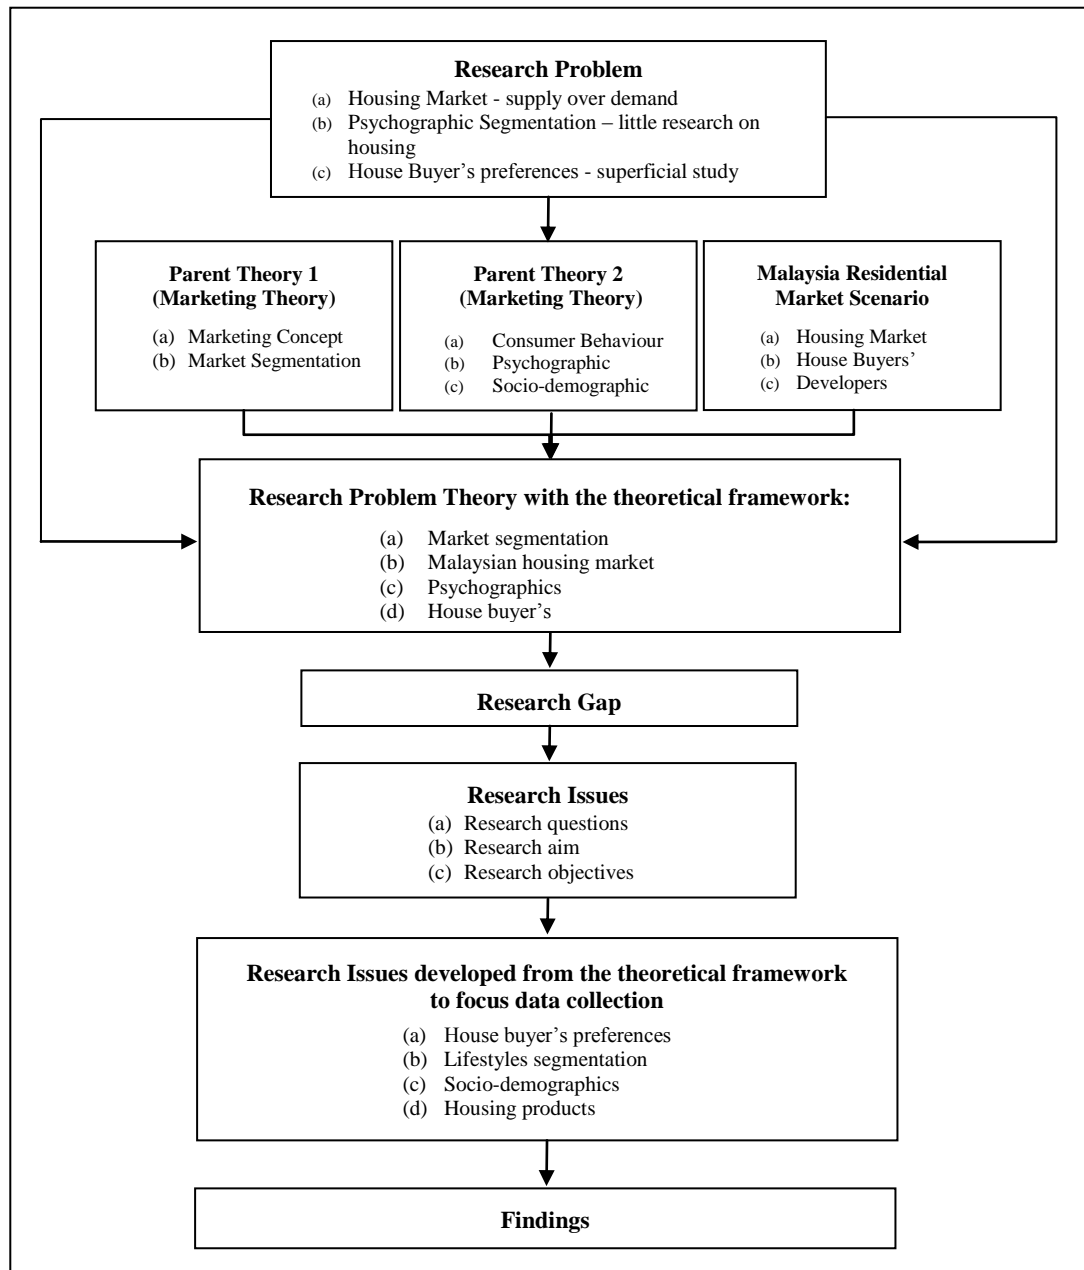 Research Problem
(a) Housing Market - supply over demand
(b) Psychographic Segmentation – little research on
housing
(c) House Buyer’s preferences - superficial study
Parent Theory 1
(Marketing Theory)
(a) Marketing Concept
(b) Market Segmentation
Parent Theory 2
(Marketing Theory)
(a) Consumer Behaviour
(b) Psychographic
(c) Socio-demographic
Malaysia Residential
Market Scenario
(a) Housing Market
(b) House Buyers’
(c) Developers
Research Problem Theory with the theoretical framework:
(a) Market segmentation
(b) Malaysian housing market
(c) Psychographics
(d) House buyer’s
Research Gap
Research Issues
(a) Research questions
(b) Research aim
(c) Research objectives
Research Issues developed from the theoretical framework
to focus data collection
(a) House buyer’s preferences
(b) Lifestyles segmentation
(c) Socio-demographics
(d) Housing products
Findings